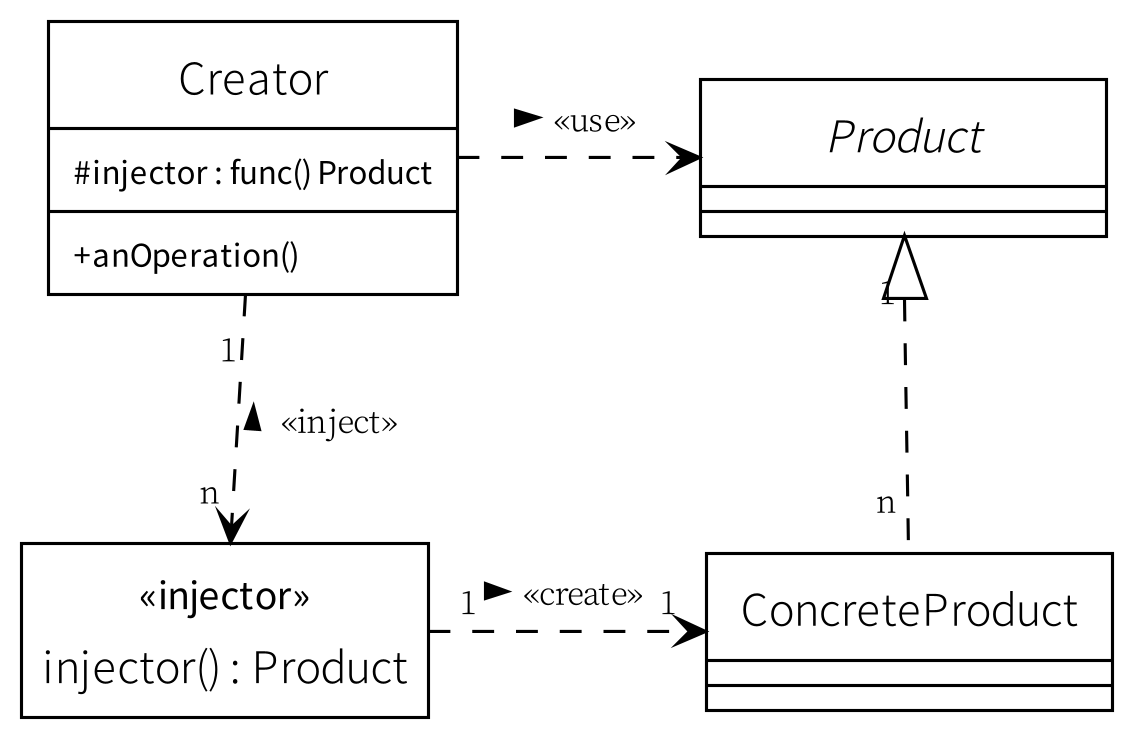 Creator
#injector : func() Product
+anOperation()
«use»
Product
1
1
«inject»
n
n
«injector»
injector() : Product
1
«create»
1
ConcreteProduct